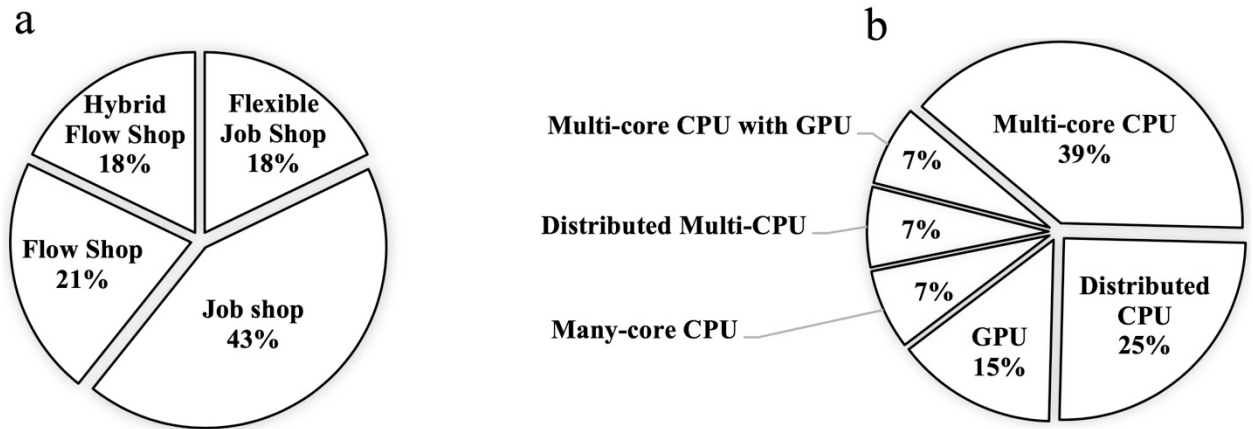 a
Hybrid
Flow Shop
18%
Flexible
Job Shop
18%
Flow Shop
21%
Job shop
43%
b
Multi-core CPU with GPU
7%
Multi-core CPU
39%
Distributed Multi-CPU
7%
Many-core CPU
7%
GPU
15%
Distributed
CPU
25%